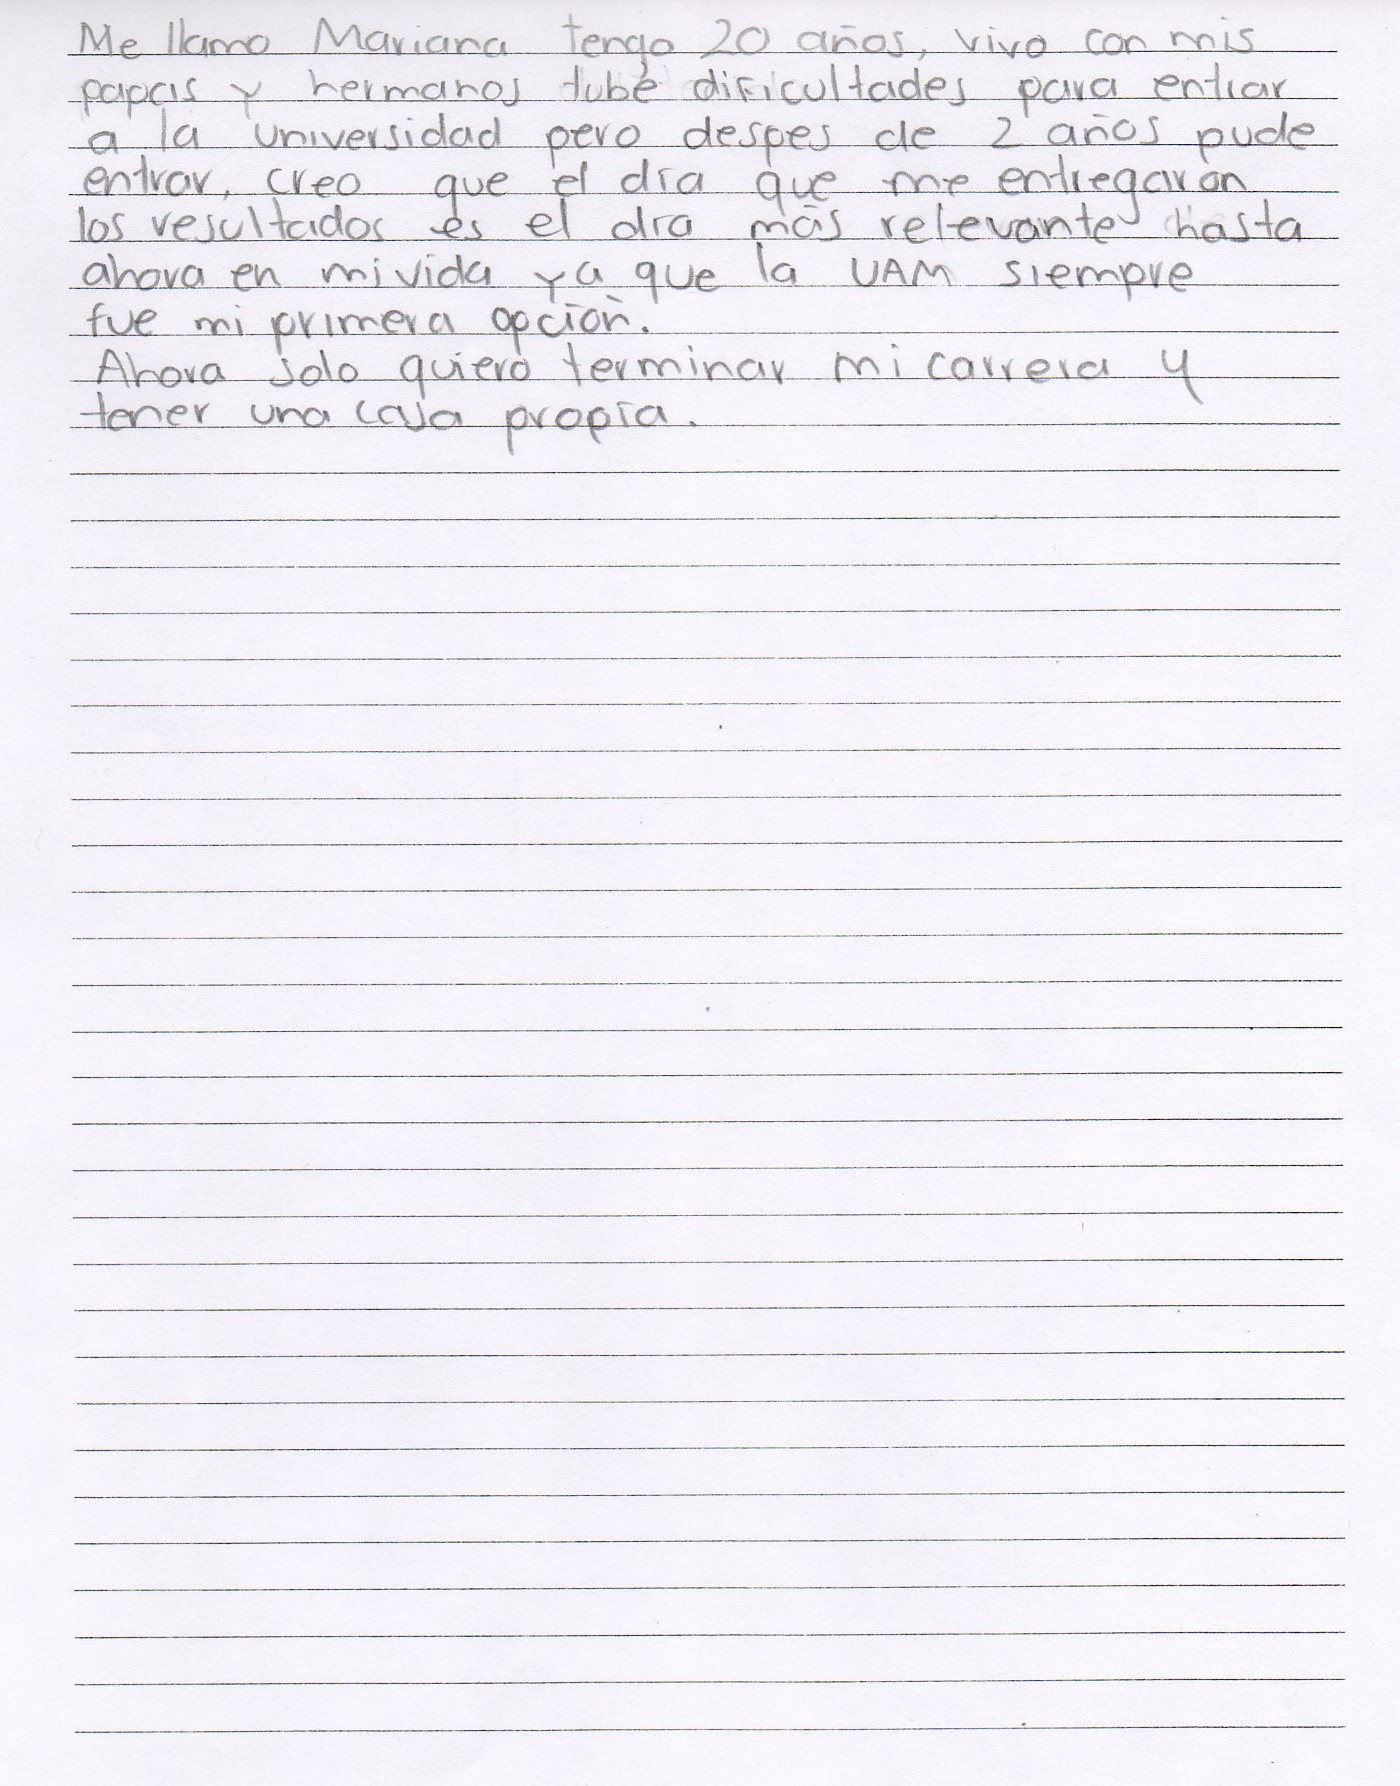 Me llamo Mariana tengo 20 años, vivo con mis
papas y hermanos tube dificultades para entrar
a la universidad pero despes de 2 años pude
entrar, creo que el día que me entregaron
los resultados es el día más relevante hasta
ahora en mi vida ya que la UAM siempre
fue mi primera opción.
Ahora solo quiero terminar mi carrera y
tener una casa propia.